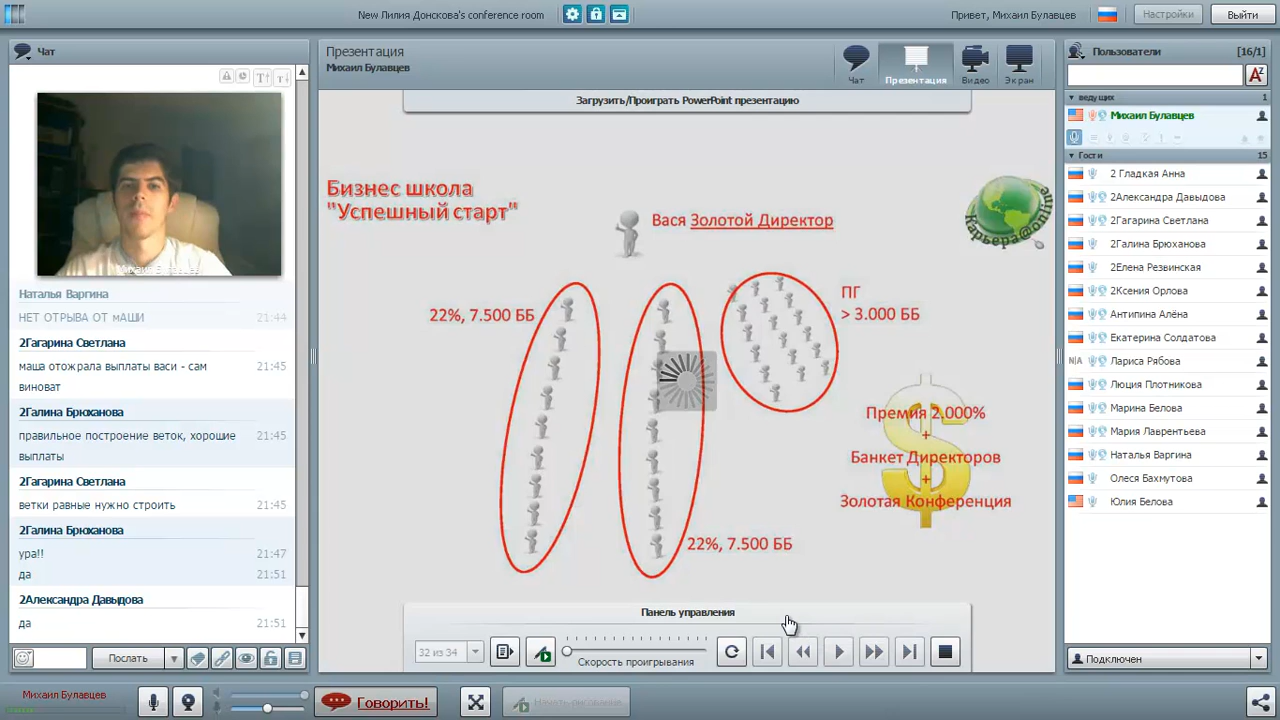 New Лилия Донскова's conference room
Привет, Михаил Булавцев
Настройки
Выйти
Чат
Михаил Булавцев
Наталья Варгина
НЕТ ОТРЫВА ОТ мАШИ 21:44
2Гагарина Светлана
маша отожрала выплаты васи - сам 21:45
виноват
2Галина Брюханова
правильное построение веток, хорошие 21:45
выплаты
2Гагарина Светлана
ветки равные нужно строить 21:45
2Галина Брюханова
ура!! 21:47
да 21:51
2Александра Давыдова
да 21:51
Послать
Презентация
Михаил Булавцев
Чат
Презентация
Видео
Экран
Загрузить/Проиграть PowerPoint презентацию
Бизнес школа
"Успешный старт"
Вася Золотой Директор
Карьера@online
22%, 7.500 ББ
ПГ
> 3.000 ББ
Премия 2.000%
+
Банкет Директоров
+
Золотая Конференция
22%, 7.500 ББ
Панель управления
32 из 34
Скорость проигрывания
Пользователи [16/1]
AZ
ведущих 1
Михаил Булавцев
Гости 15
2 Гладкая Анна
2Александра Давыдова
2Гагарина Светлана
2Галина Брюханова
2Елена Резвинская
2Ксения Орлова
Антипина Алёна
Екатерина Солдатова
N/A Лариса Рябова
Люция Плотникова
Марина Белова
Мария Лаврентьева
Наталья Варгина
Олеся Бахмутова
Юлия Белова
Подключен
Михаил Булавцев
Говорить!